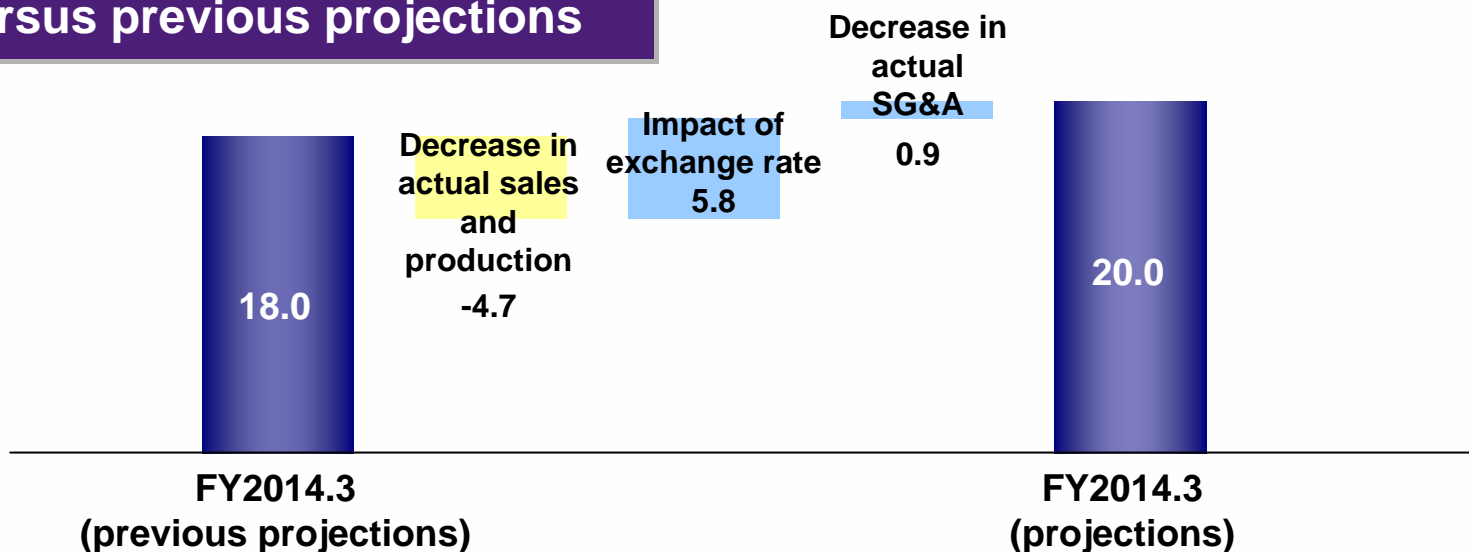 rsus previous projections
Decrease in
actual
SG&A
0.9
Impact of
exchange rate
5.8
Decrease in
actual sales
and
production
-4.7
18.0
20.0
FY2014.3
(previous projections)
FY2014.3
(projections)